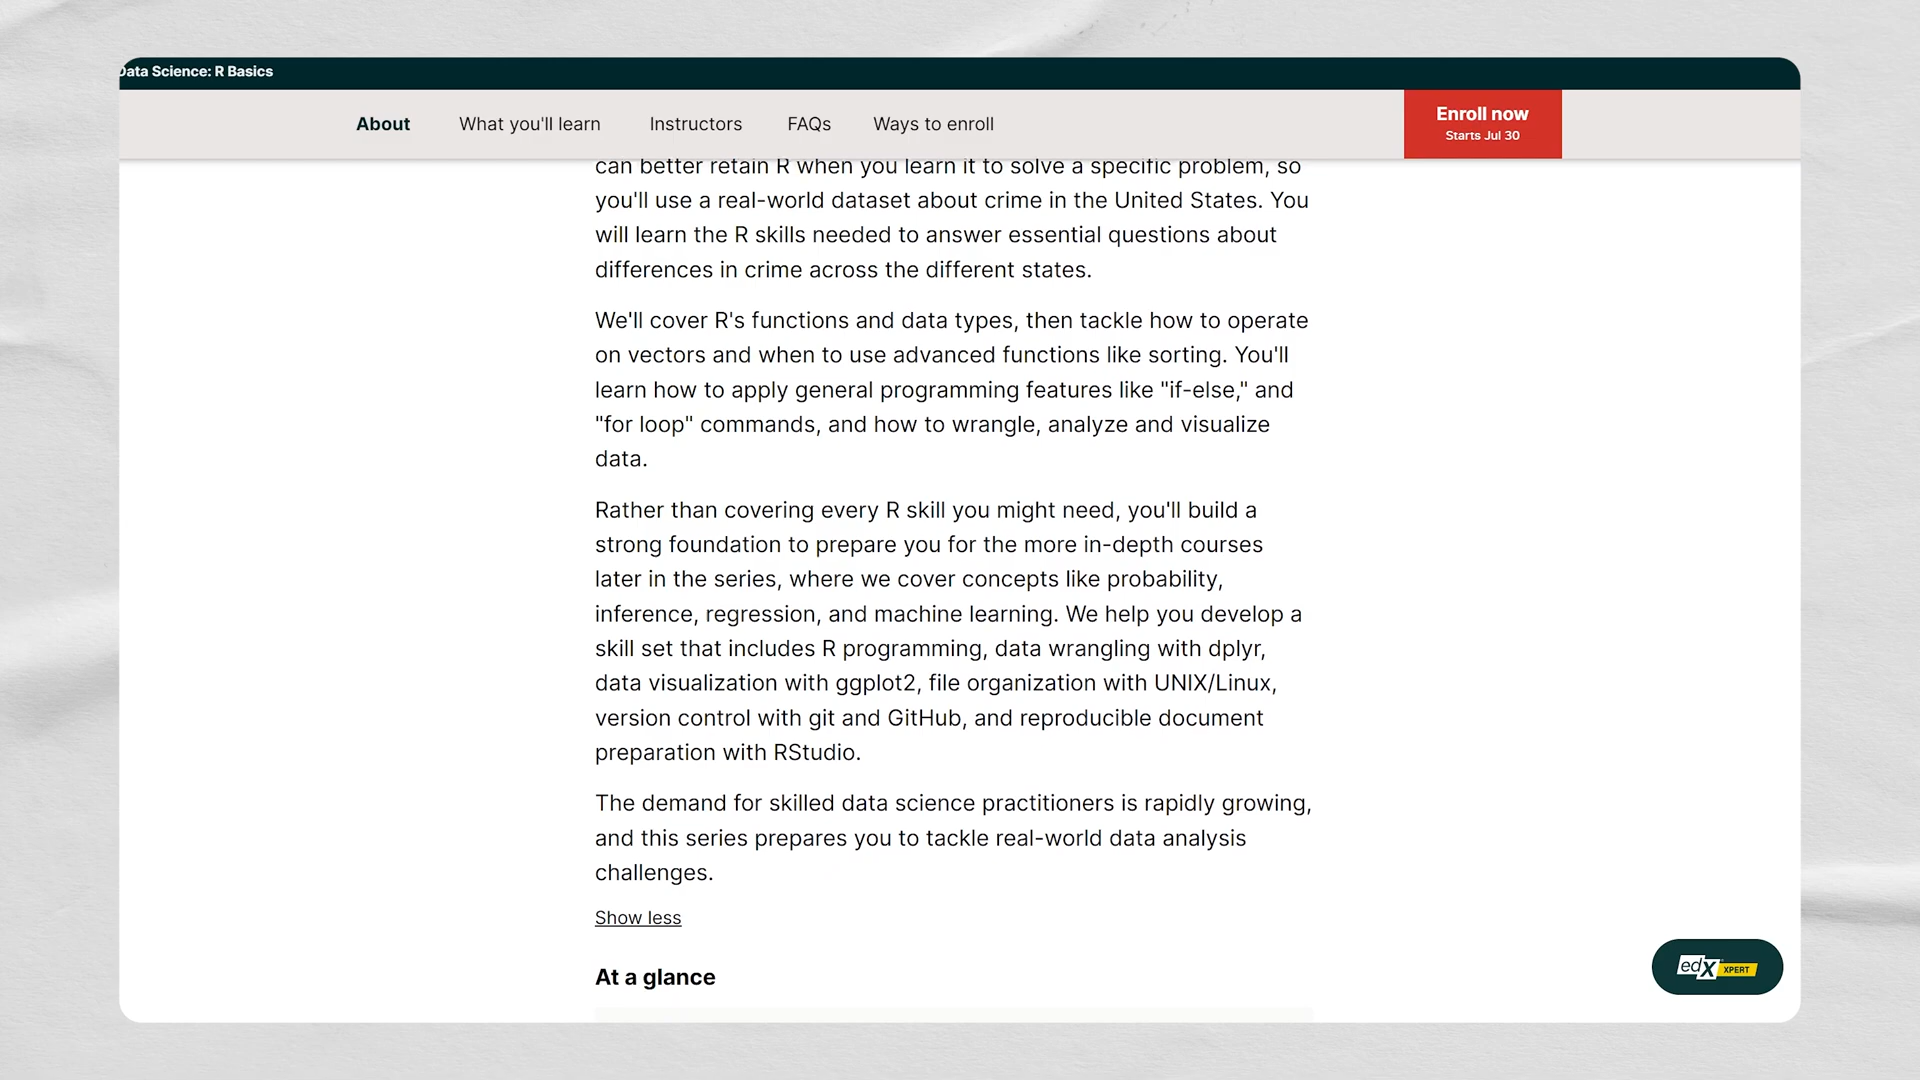 Data Science: R Basics
About What you'll learn Instructors FAQs Ways to enroll
Enroll now
Starts Jul 30
can better retain R when you learn it to solve a specific problem, so
you'll use a real-world dataset about crime in the United States. You
will learn the R skills needed to answer essential questions about
differences in crime across the different states.
We'll cover R's functions and data types, then tackle how to operate
on vectors and when to use advanced functions like sorting. You'll
learn how to apply general programming features like "if-else," and
"for loop" commands, and how to wrangle, analyze and visualize
data.
Rather than covering every R skill you might need, you'll build a
strong foundation to prepare you for the more in-depth courses
later in the series, where we cover concepts like probability,
inference, regression, and machine learning. We help you develop a
skill set that includes R programming, data wrangling with dplyr,
data visualization with ggplot2, file organization with UNIX/Linux,
version control with git and GitHub, and reproducible document
preparation with RStudio.
The demand for skilled data science practitioners is rapidly growing,
and this series prepares you to tackle real-world data analysis
challenges.
Show less
At a glance
edX XPERT